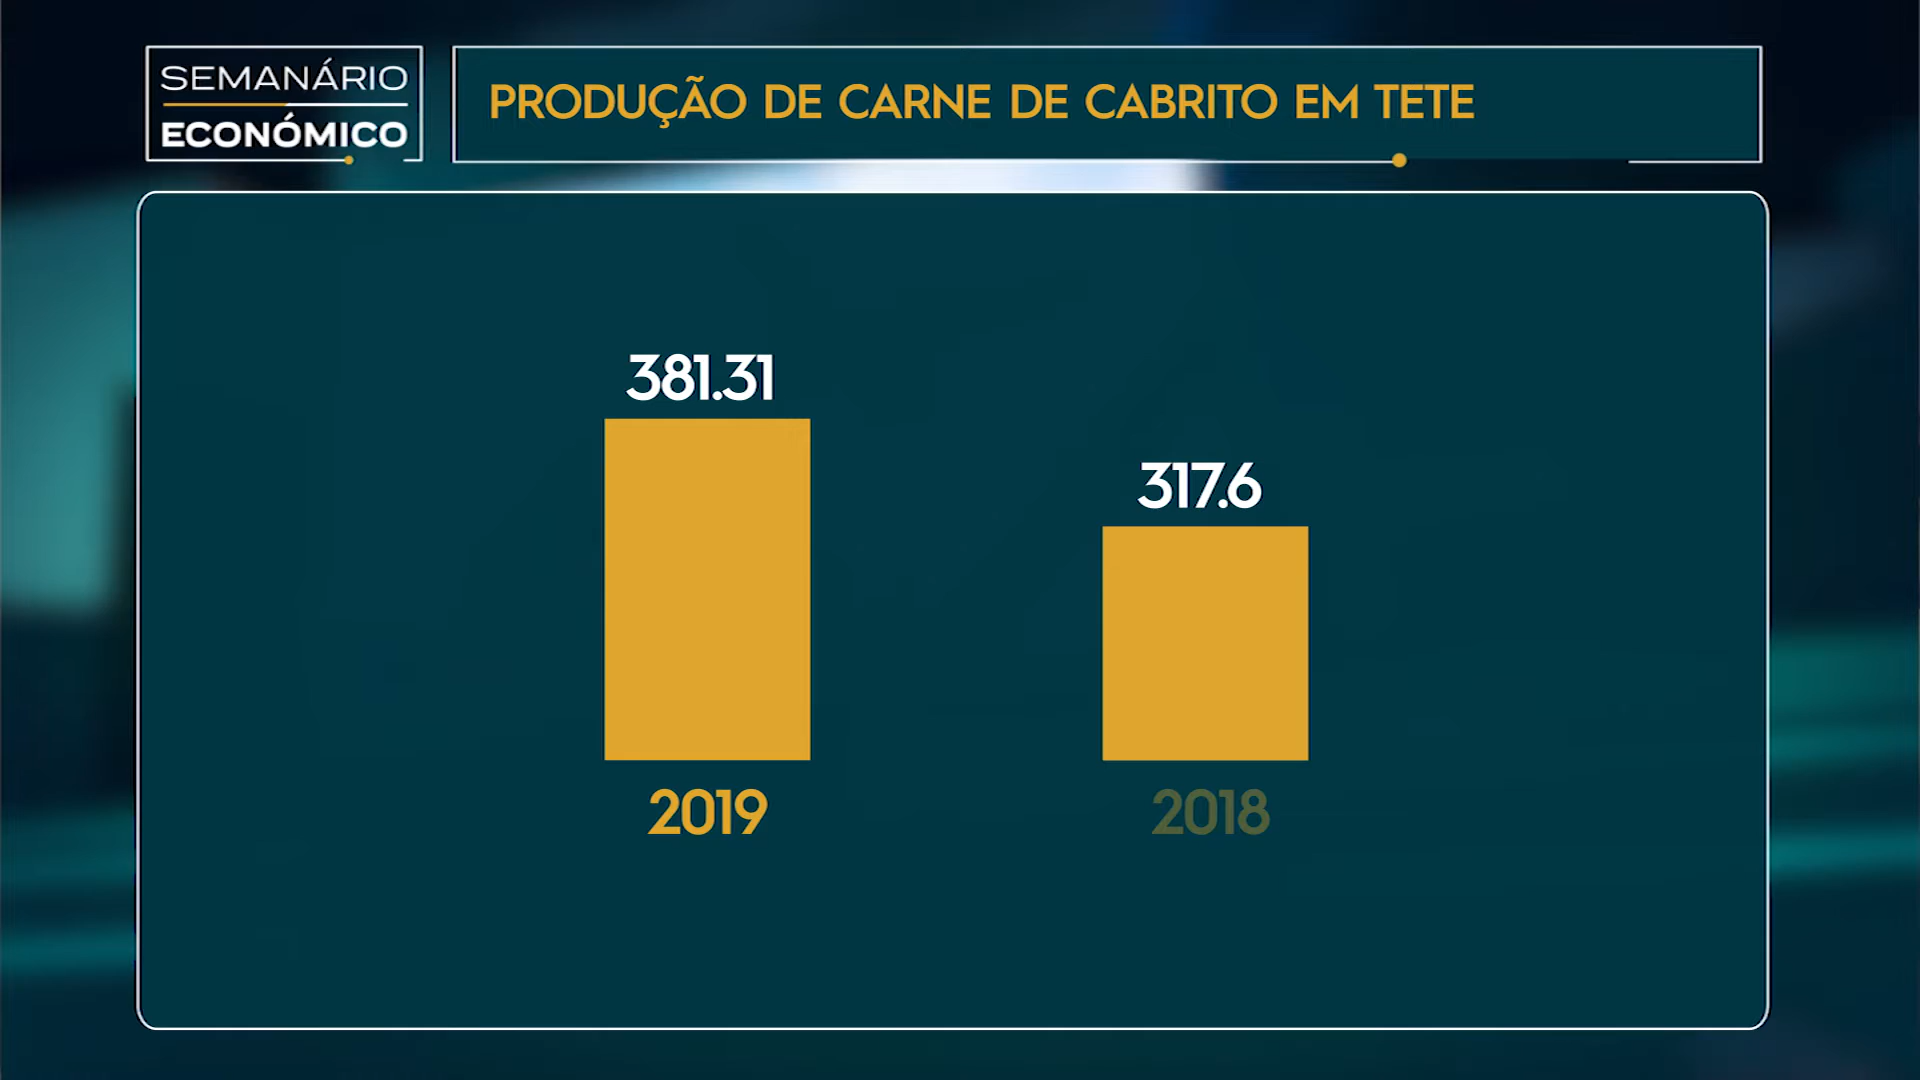 SEMANÁRIO
ECONÓMICO
PRODUÇÃO DE CARNE DE CABRITO EM TETE
381.31
317.6
2019
2018